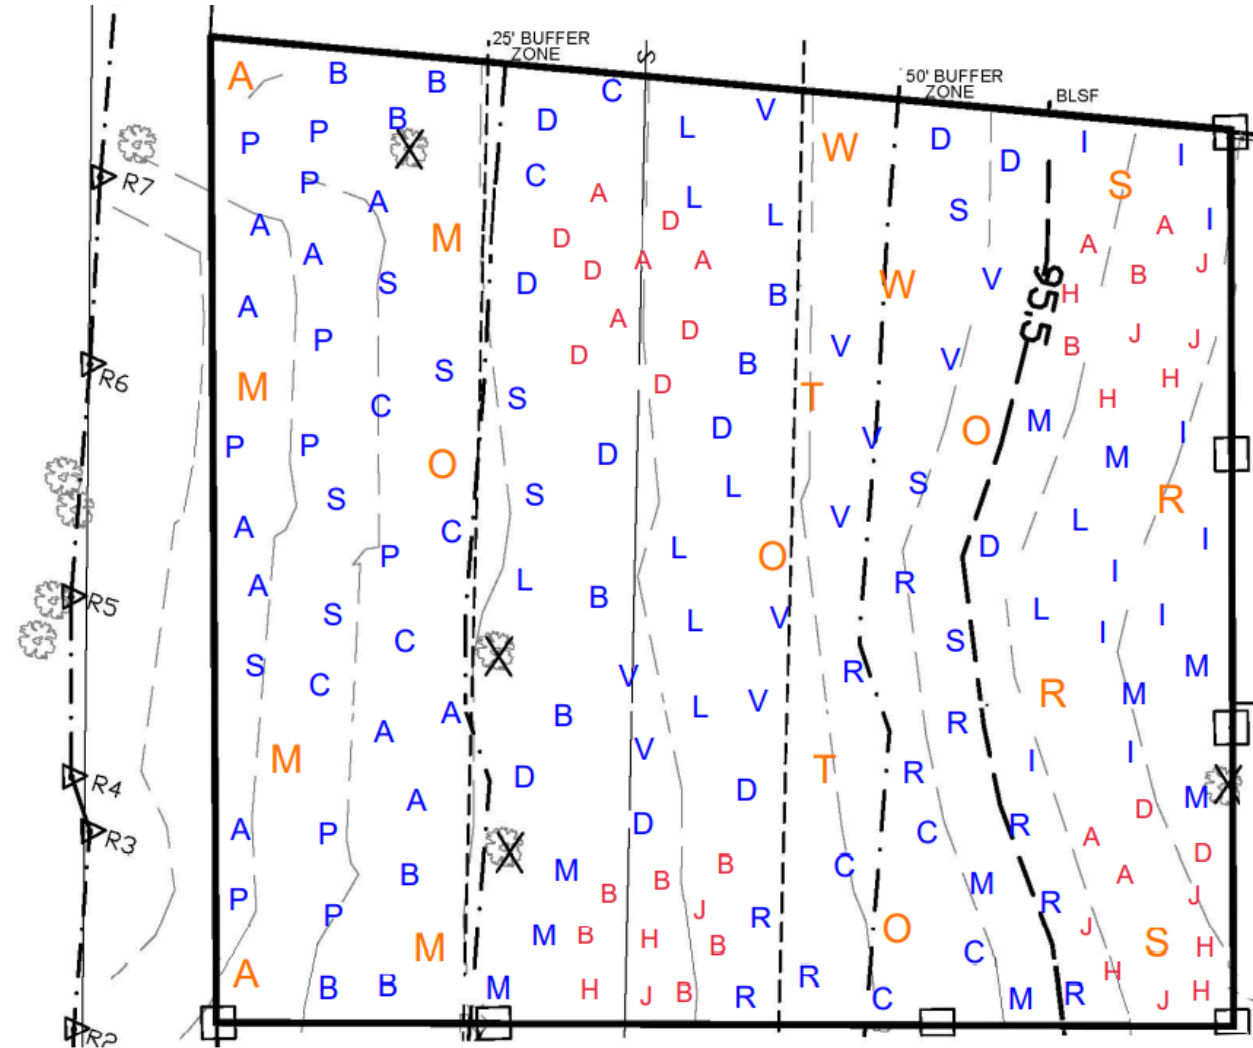 25' BUFFER ZONE
S
50' BUFFER ZONE
BLSF
A B B C V
B D L W D I I
P P D S
R7 P C A L L S
A A M D D L S A I
A D A A A B J
A S D B W V H 95.5
P A D V B J J
R6 S D D B V H
M C S T M H
P P O D D V O M I
S S L S R
A C L V L I
P L O D I
A L B R L I
R5 S C L V S I
S C V R R M M
A A B L V R
M A V T I I
R4 D D R M
A D R D
R3 A P D C R A D
B M B B B C M A J
P P J R R
M M B H B O C J S H
A H H
B B M H J B R R C M R J H
R2